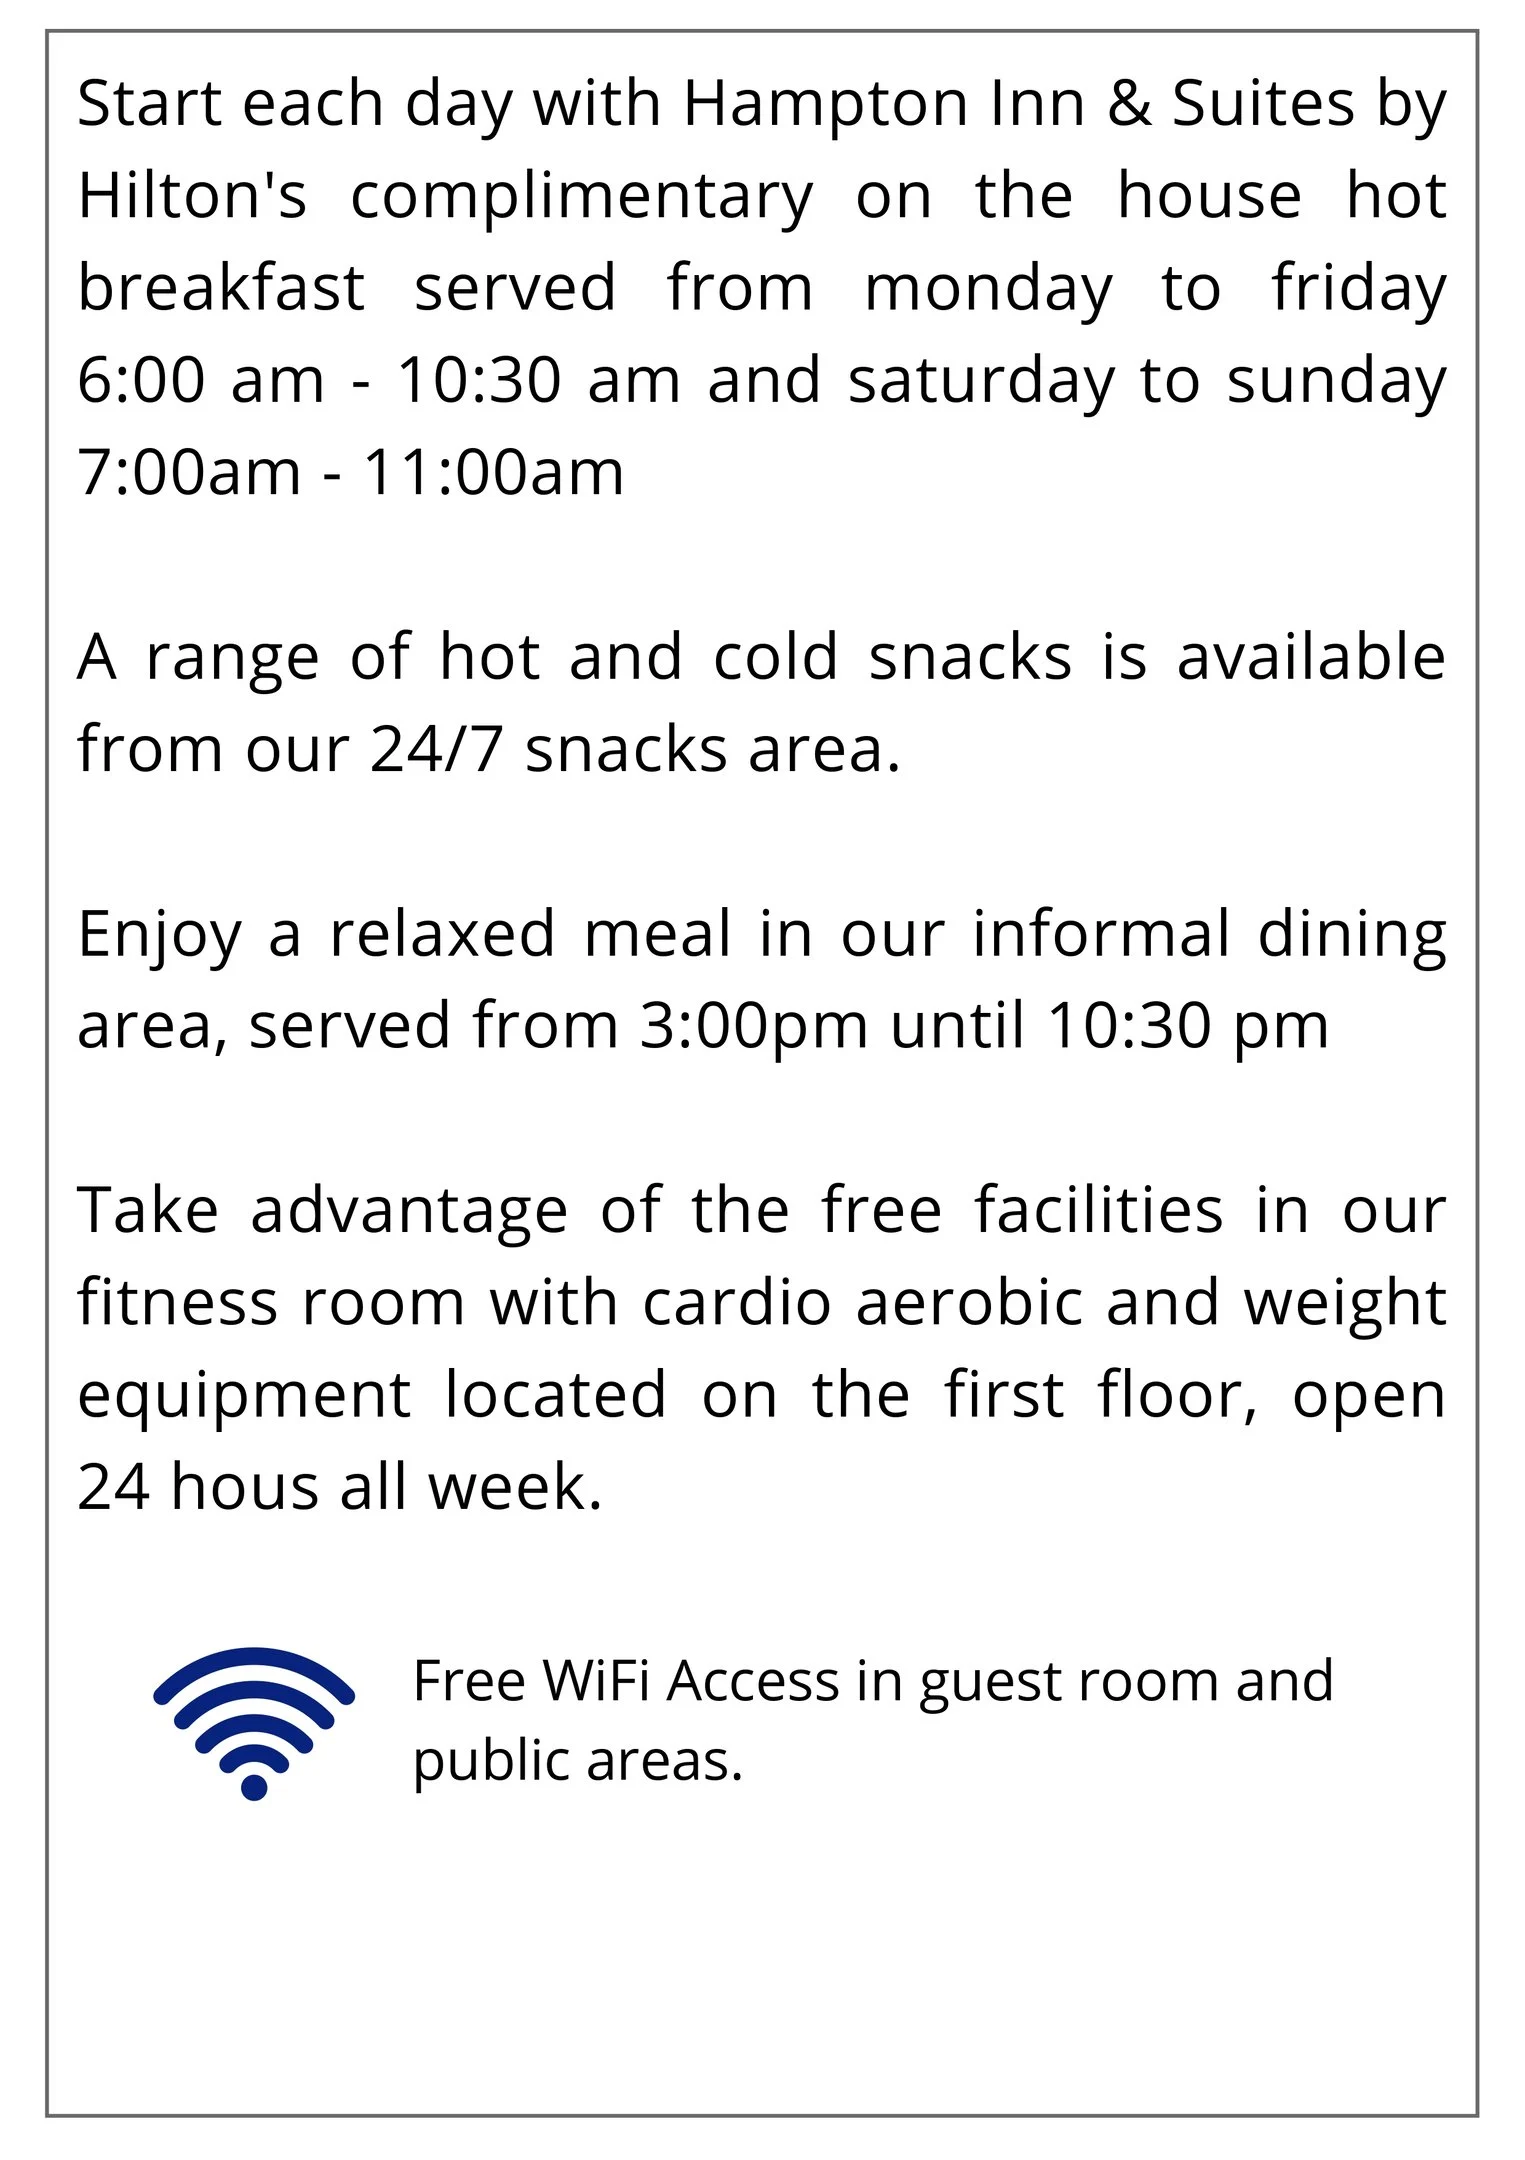 Start each day with Hampton Inn & Suites by
Hilton's complimentary on the house hot
breakfast served from monday to friday
6:00 am - 10:30 am and saturday to sunday
7:00am - 11:00am
A range of hot and cold snacks is available
from our 24/7 snacks area.
Enjoy a relaxed meal in our informal dining
area, served from 3:00pm until 10:30 pm
Take advantage of the free facilities in our
fitness room with cardio aerobic and weight
equipment located on the first floor, open
24 hous all week.
Free WiFi Access in guest room and
public areas.